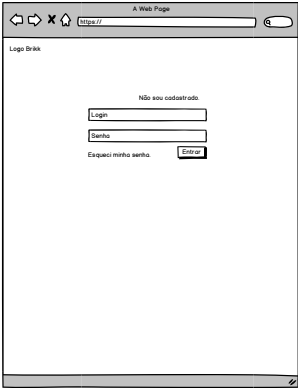 A Web Page
https://
Logo Brikk
Não sou cadastrado.
Login
Senha
Esqueci minha senha.
Entrar